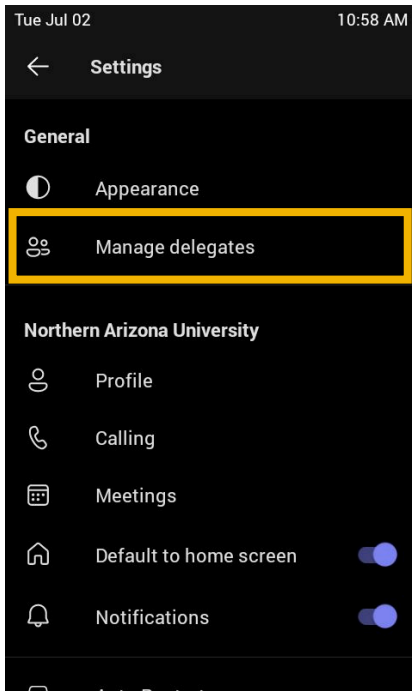 Tue Jul 02 10:58 AM
Settings
General
Appearance
Manage delegates
Northern Arizona University
Profile
Calling
Meetings
Default to home screen
Notifications